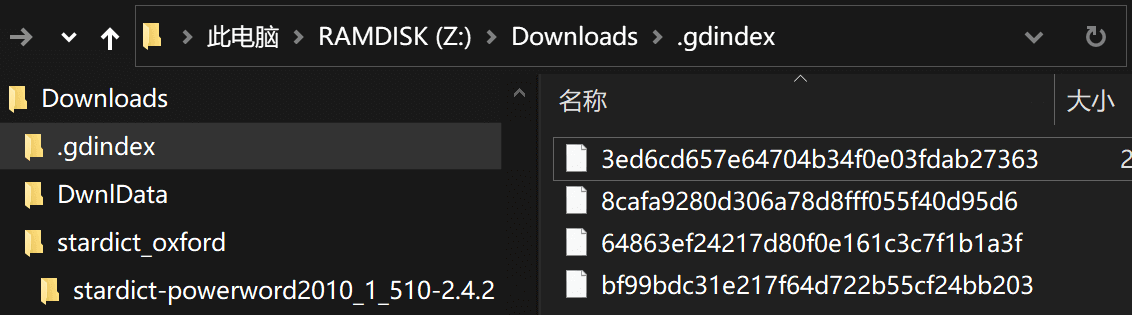 此电脑 RAMDISK (Z:) Downloads .gdindex
Downloads
.gdindex
DwnlData
stardict_oxford
stardict-powerword2010_1_510-2.4.2
名称 大小
3ed6cd657e64704b34f0e03fdab27363 2
8cafa9280d306a78d8fff055f40d95d6
64863ef24217d80f0e161c3c7f1b1a3f
bf99bdc31e217f64d722b55cf24bb203